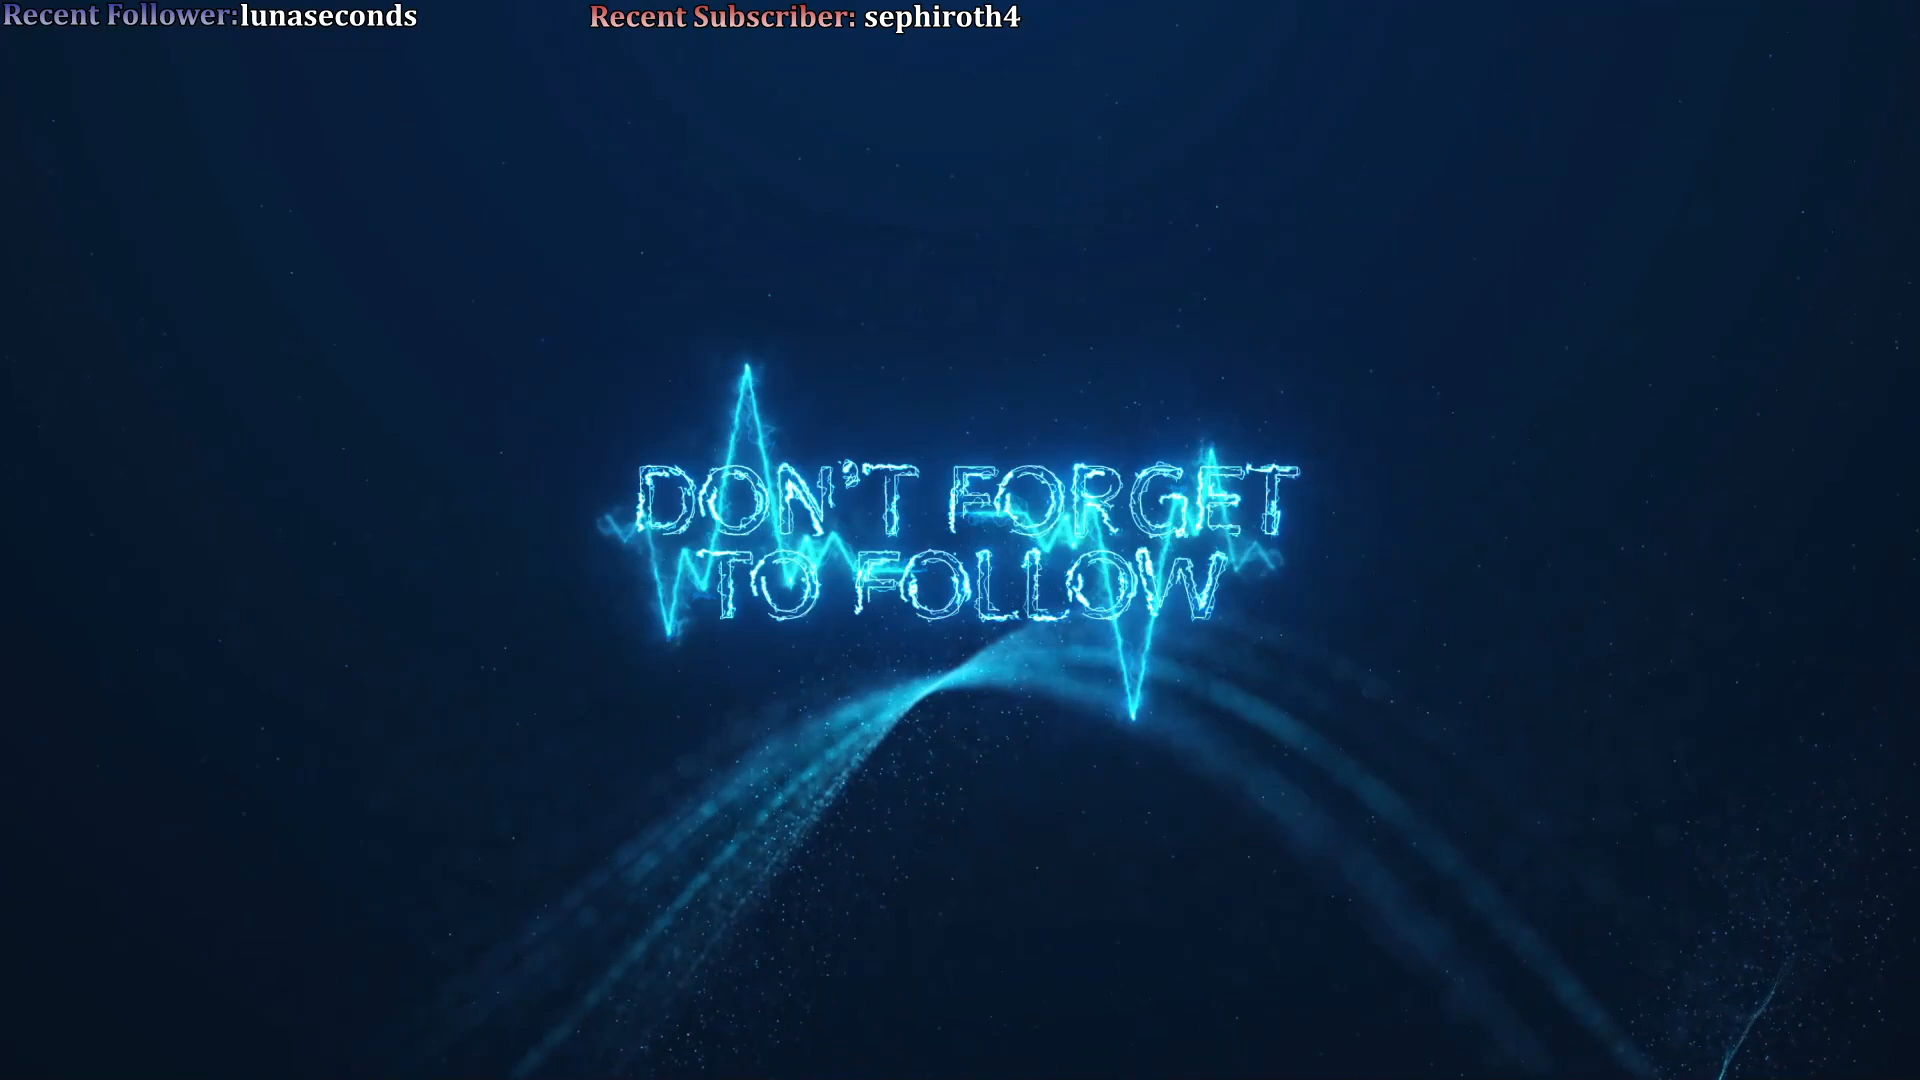 Recent Follower:lunaseconds
Recent Subscriber: sephiroth4
DON'T FORGET
TO FOLLOW